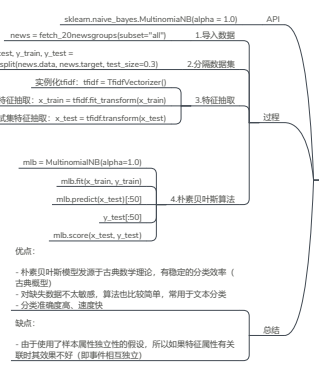 sklearn.naive_bayes.MultinomialNB(alpha = 1.0)
API
news = fetch_20newsgroups(subset="all")
1.导入数据
test, y_train, y_test =
split(news.data, news.target, test_size=0.3)
2.分隔数据集
实例化tfidf: tfidf = TfidfVectorizer()
特征抽取: x_train = tfidf.fit_transform(x_train)
3.特征抽取
试集特征抽取: x_test = tfidf.transform(x_test)
过程
mlb = MultinomialNB(alpha=1.0)
mlb.fit(x_train, y_train)
mlb.predict(x_test)[:50]
4.朴素贝叶斯算法
y_test[:50]
mlb.score(x_test, y_test)
优点:
- 朴素贝叶斯模型发源于古典数学理论,有稳定的分类效率(
古典概型)
- 对缺失数据不太敏感,算法也比较简单,常用于文本分类
- 分类准确度高、速度快
缺点:
总结
- 由于使用了样本属性独立性的假设,所以如果特征属性有关
联时其效果不好(即事件相互独立)